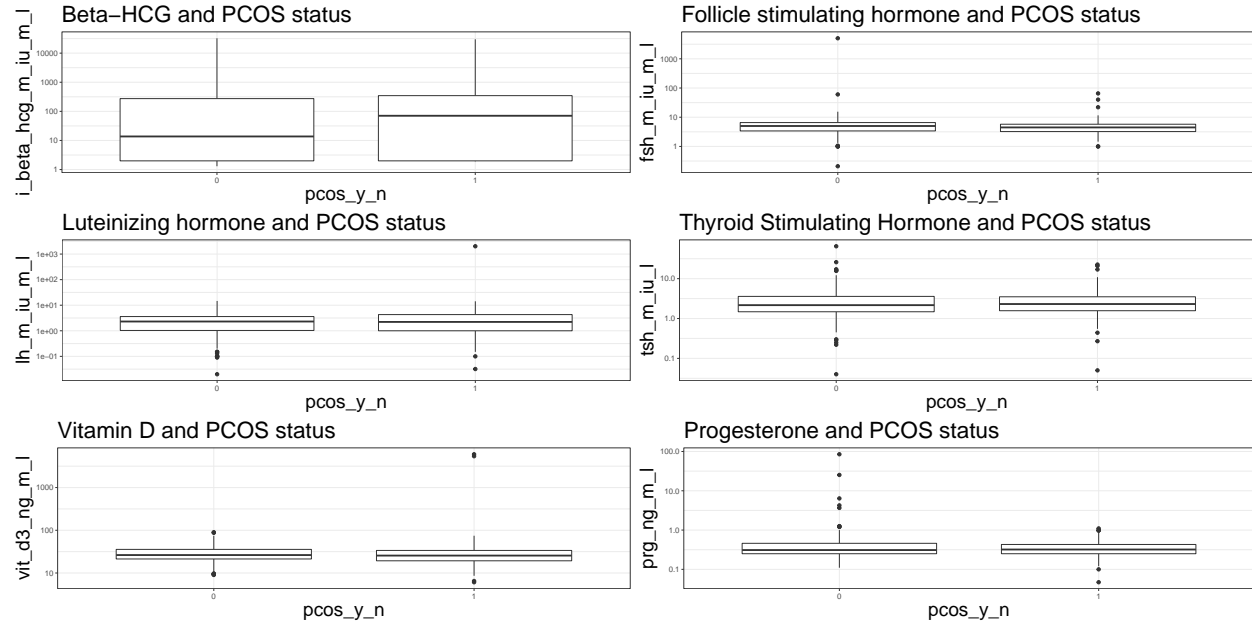 Beta−HCG and PCOS status
i_beta_hcg_m_iu_m_l
10000
1000
100
10
1
0
1
pcos_y_n
Follicle stimulating hormone and PCOS status
fsh_m_iu_m_l
1000
100
10
1
0
1
pcos_y_n
Luteinizing hormone and PCOS status
lh_m_iu_m_l
1e+03
1e+02
1e+01
1e+00
1e−01
0
1
pcos_y_n
Thyroid Stimulating Hormone and PCOS status
tsh_m_iu_l
10.0
1.0
0.1
0
1
pcos_y_n
Vitamin D and PCOS status
vit_d3_ng_m_l
1000
100
10
0
1
pcos_y_n
Progesterone and PCOS status
prg_ng_m_l
100.0
10.0
1.0
0.1
0
1
pcos_y_n